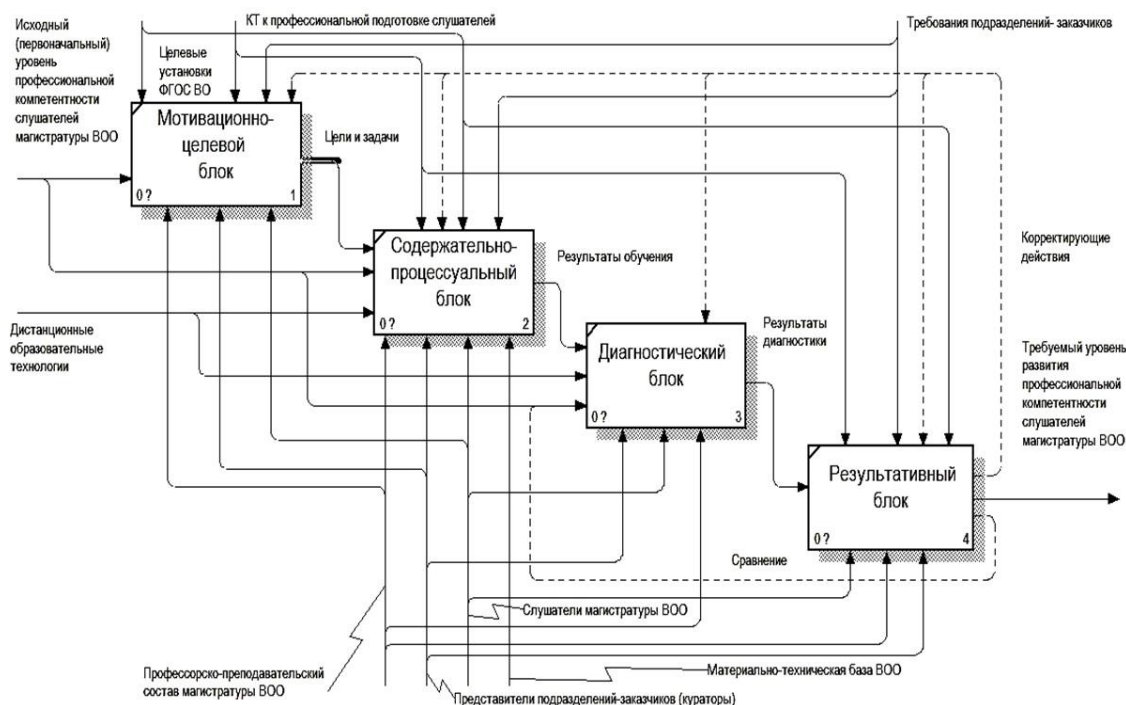 Исходный
(первоначальный)
уровень
профессиональной
компетентности
слушателей
магистратуры ВОО
КТ к профессиональной подготовке слушателей
Требования подразделений- заказчиков
Целевые
установки
ФГОС ВО
Мотивационно-
целевой
блок
0 ?
1
Цели и задачи
Содержательно-
процессуальный
блок
0 ?
2
Результаты обучения
Корректирующие
действия
Дистанционные
образовательные
технологии
Диагностический
блок
0 ?
3
Результаты
диагностики
Требуемый уровень
развития
профессиональной
компетентности
слушателей
магистратуры ВОО
Результативный
блок
0 ?
4
Сравнение
Слушатели магистратуры ВОО
Профессорско-преподавательский
состав магистратуры ВОО
Материально-техническая база ВОО
Представители подразделений-заказчиков (кураторы)